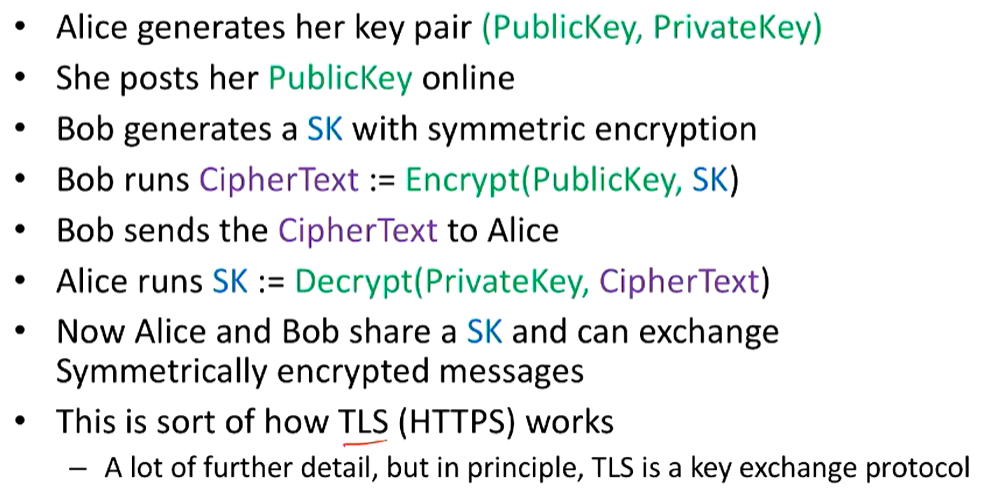 • Alice generates her key pair (PublicKey, PrivateKey)
• She posts her PublicKey online
• Bob generates a SK with symmetric encryption
• Bob runs CipherText := Encrypt(PublicKey, SK)
• Bob sends the CipherText to Alice
• Alice runs SK := Decrypt(PrivateKey, CipherText)
• Now Alice and Bob share a SK and can exchange
Symmetrically encrypted messages
• This is sort of how TLS (HTTPS) works
– A lot of further detail, but in principle, TLS is a key exchange protocol